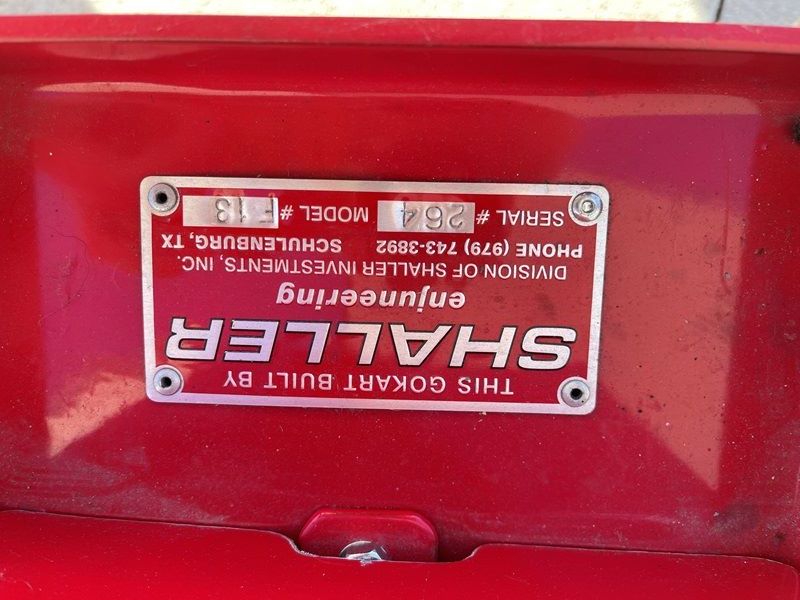 THIS GOKART BUILT BY
SHALLER
enjuneering
DIVISION OF SHALLER INVESTMENTS, INC.
PHONE (979) 743-3892 SCHULENBURG, TX
SERIAL # 264 MODEL # F13